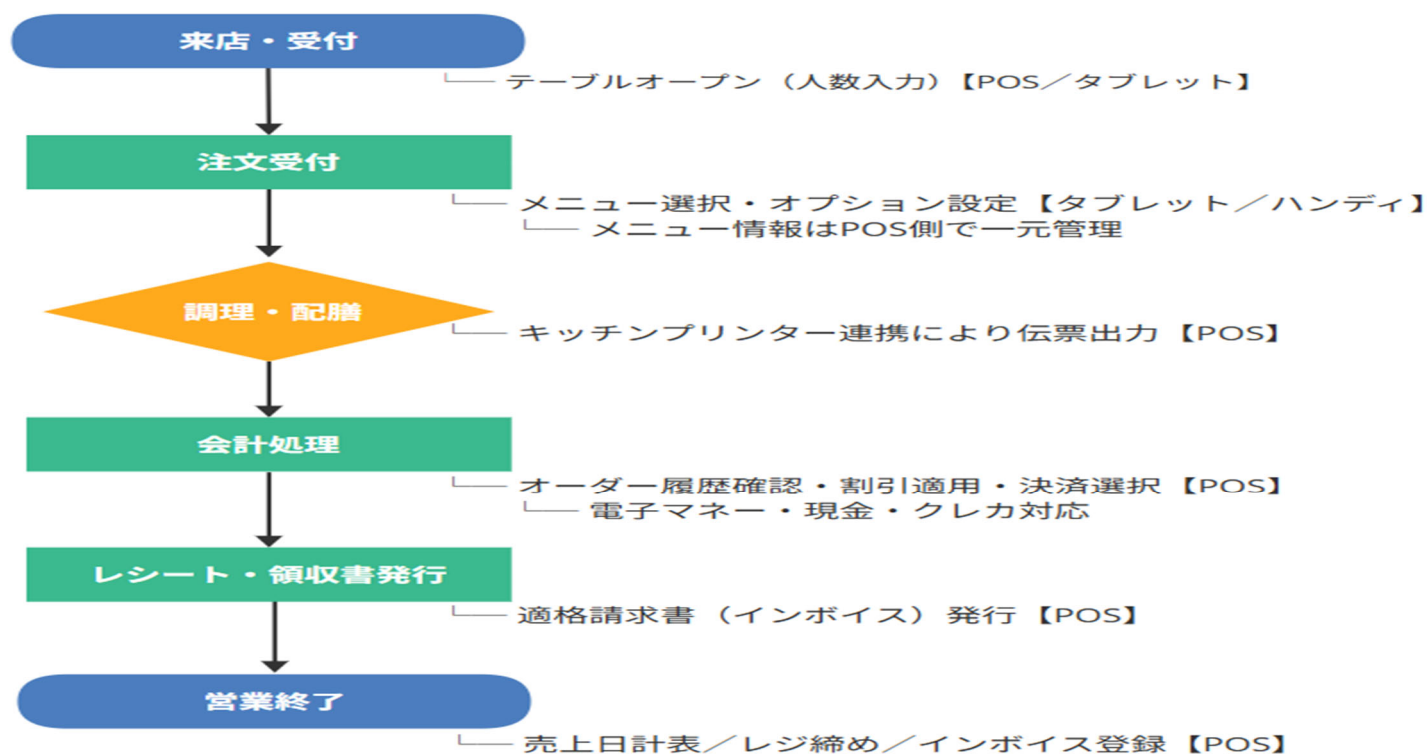 来店・受付
テーブルオープン（人数入力）【POS／タブレット】
注文受付
メニュー選択・オプション設定【タブレット／ハンディ】
メニュー情報はPOS側で一元管理
調理・配膳
キッチンプリンター連携により伝票出力【POS】
会計処理
オーダー履歴確認・割引適用・決済選択【POS】
電子マネー・現金・クレカ対応
レシート・領収書発行
適格請求書（インボイス）発行【POS】
営業終了
売上日計表／レジ締め／インボイス登録【POS】